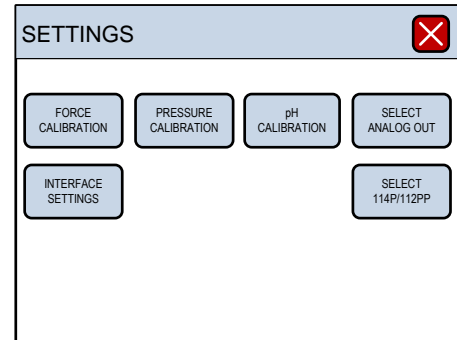 SETTINGS
FORCE
CALIBRATION
PRESSURE
CALIBRATION
pH
CALIBRATION
SELECT
ANALOG OUT
INTERFACE
SETTINGS
SELECT
114P/112PP